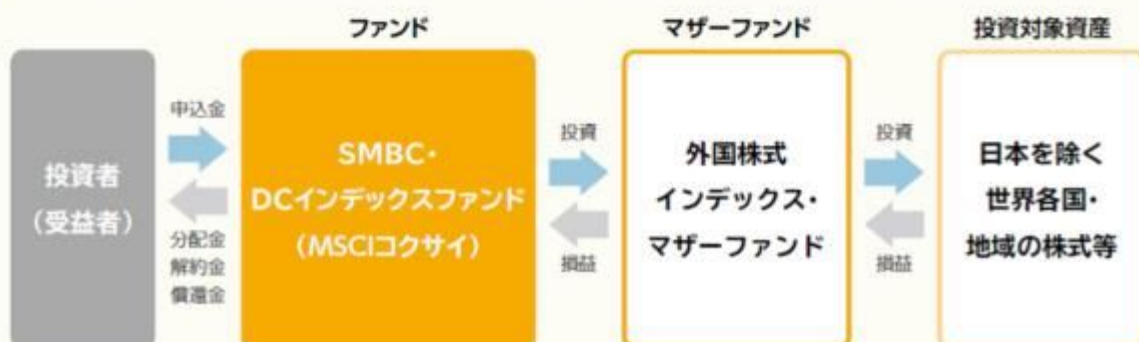 ファンド
マザーファンド
投資対象資産
投資者
（受益者）
申込金
分配金
解約金
償還金
SMBC・
DCインデックスファンド
（MSCIコクサイ）
投資
損益
外国株式
インデックス・
マザーファンド
投資
損益
日本を除く
世界各国・
地域の株式等